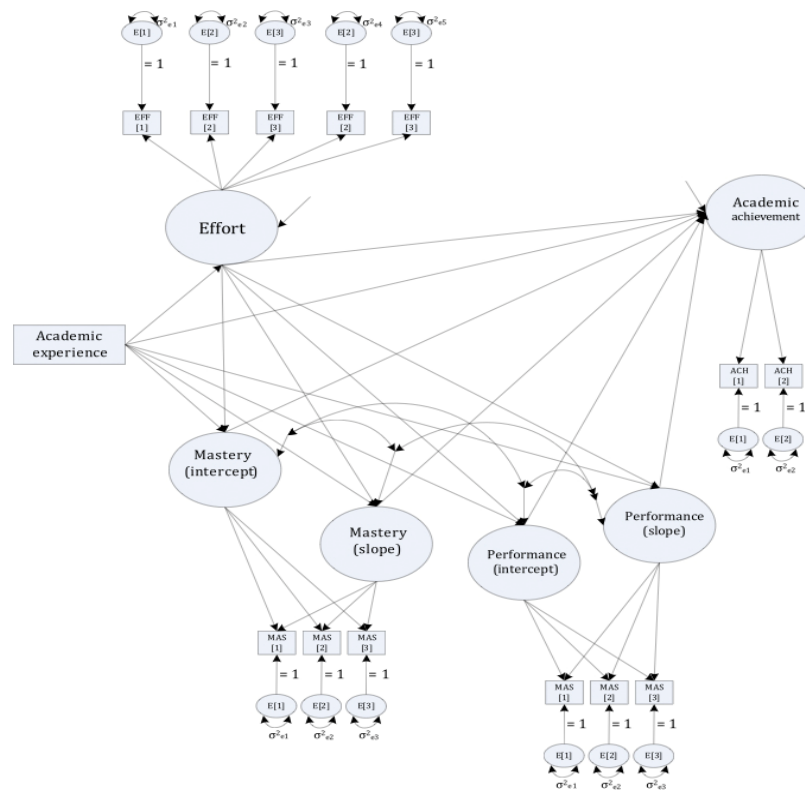 E[1] σ²e1 E[2] σ²e2 E[3] σ²e3 E[2] σ²e4 E[3] σ²e5
= 1 = 1 = 1 = 1 = 1
EFF EFF EFF EFF EFF
[1] [2] [3] [2] [3]
Effort
Academic
achievement
Academic
experience
ACH ACH
[1] [2]
= 1 = 1
E[1] E[2]
σ²e1 σ²e2
Mastery
(intercept)
Mastery
(slope)
Performance
(intercept)
Performance
(slope)
MAS MAS MAS
[1] [2] [3]
= 1 = 1 = 1
E[1] E[2] E[3]
σ²e1 σ²e2 σ²e3
MAS MAS MAS
[1] [2] [3]
= 1 = 1 = 1
E[1] E[2] E[3]
σ²e1 σ²e2 σ²e3